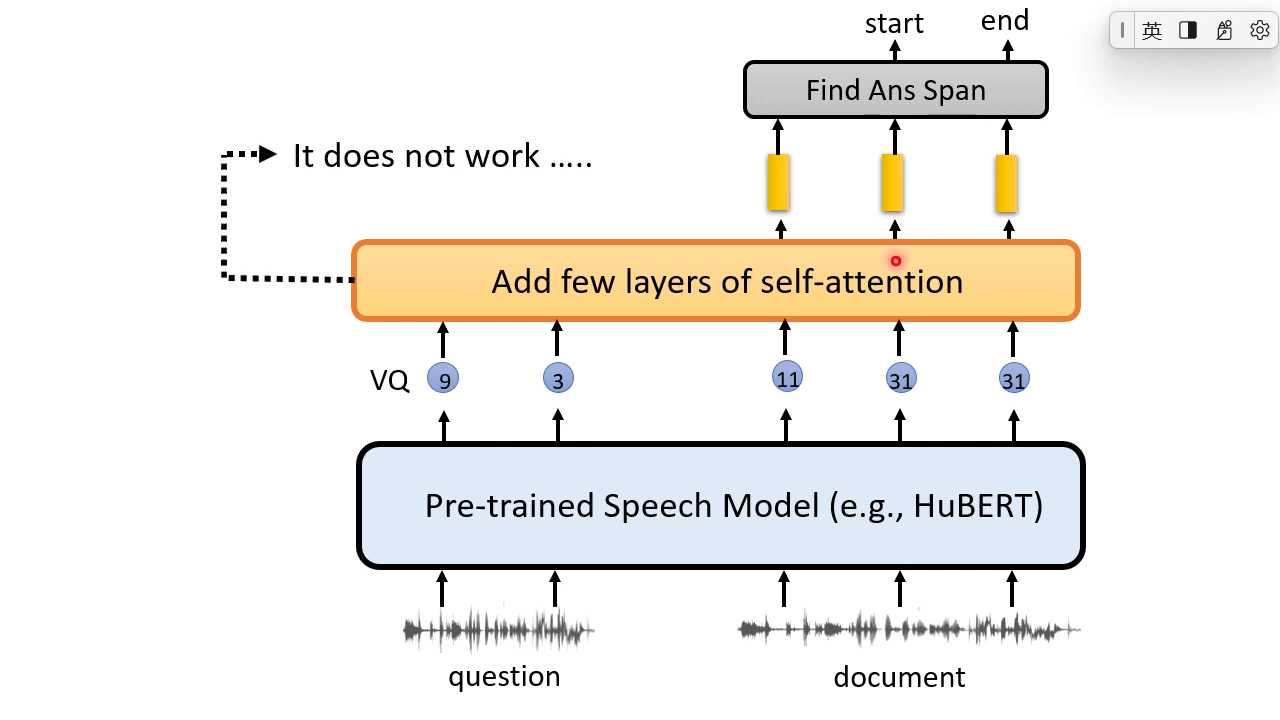 start
end
英
Find Ans Span
It does not work …..
Add few layers of self-attention
VQ
9
3
11
31
31
Pre-trained Speech Model (e.g., HuBERT)
question
document